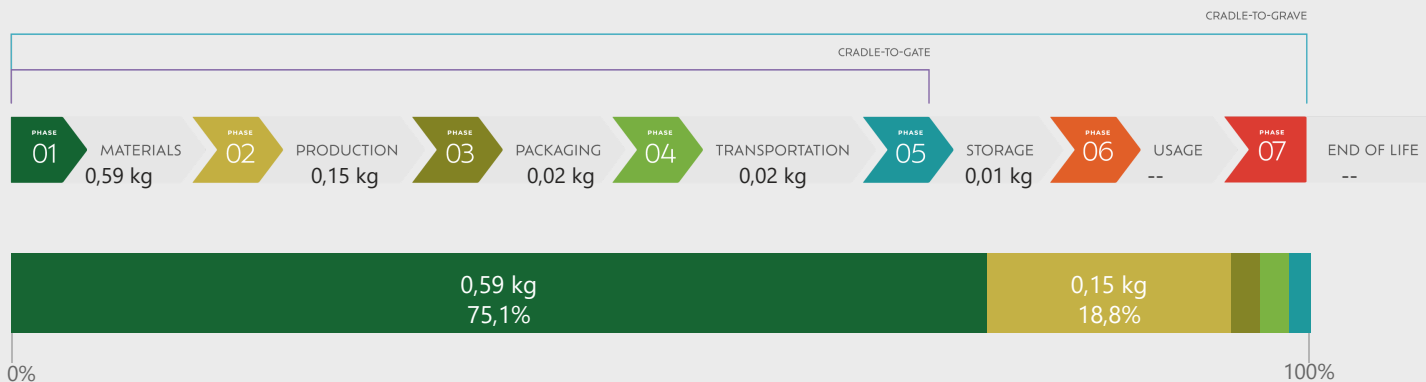 CRADLE-TO-GRAVE
CRADLE-TO-GATE
PHASE
01
MATERIALS
0,59 kg
PHASE
02
PRODUCTION
0,15 kg
PHASE
03
PACKAGING
0,02 kg
PHASE
04
TRANSPORTATION
0,02 kg
PHASE
05
STORAGE
0,01 kg
PHASE
06
USAGE
--
PHASE
07
END OF LIFE
--
0,59 kg
75,1%
0,15 kg
18,8%
0%
100%